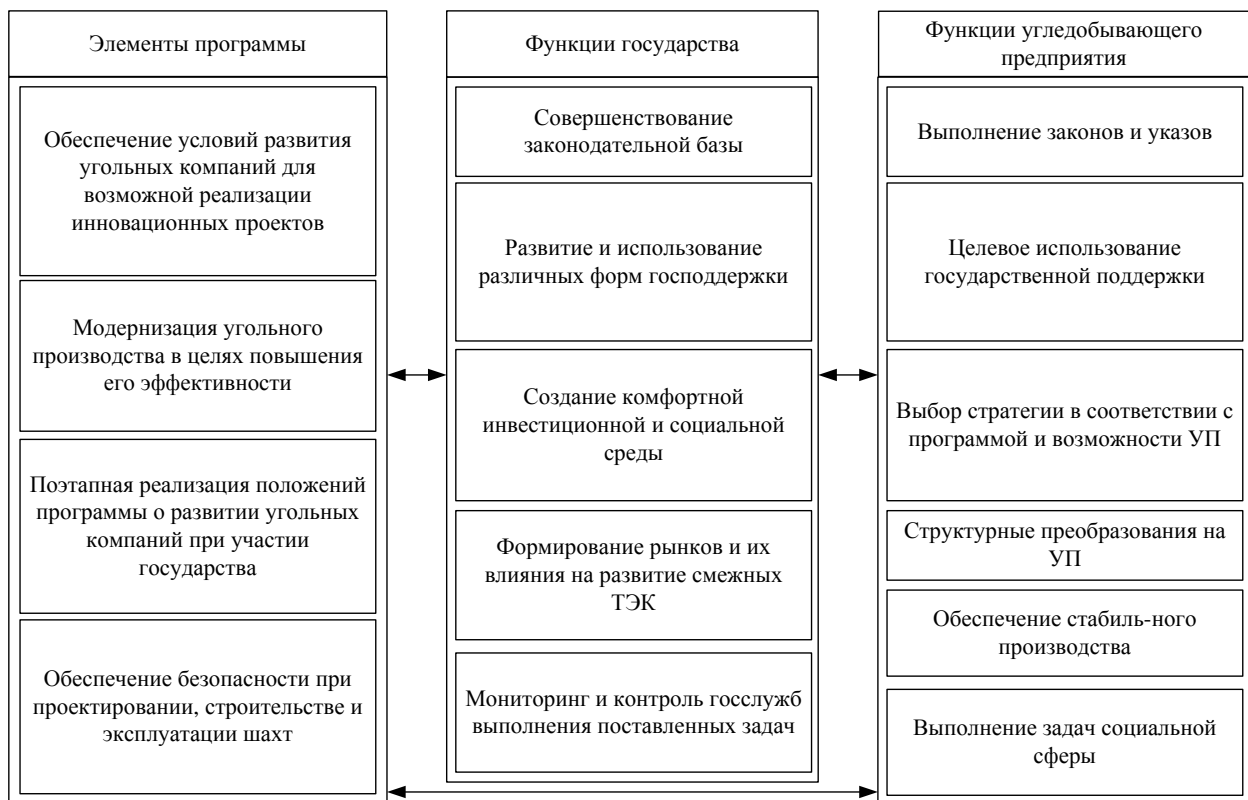 Элементы программы
Обеспечение условий развития
угольных компаний для
возможной реализации
инновационных проектов
Модернизация угольного
производства в целях повышения
его эффективности
Поэтапная реализация положений
программы о развитии угольных
компаний при участии
государства
Обеспечение безопасности при
проектировании, строительстве и
эксплуатации шахт
Функции государства
Совершенствование
законодательной базы
Развитие и использование
различных форм господдержки
Создание комфортной
инвестиционной и социальной
среды
Формирование рынков и их
влияния на развитие смежных
ТЭК
Мониторинг и контроль госслужб
выполнения поставленных задач
Функции угледобывающего
предприятия
Выполнение законов и указов
Целевое использование
государственной поддержки
Выбор стратегии в соответствии с
программой и возможности УП
Структурные преобразования на
УП
Обеспечение стабиль-ного
производства
Выполнение задач социальной
сферы